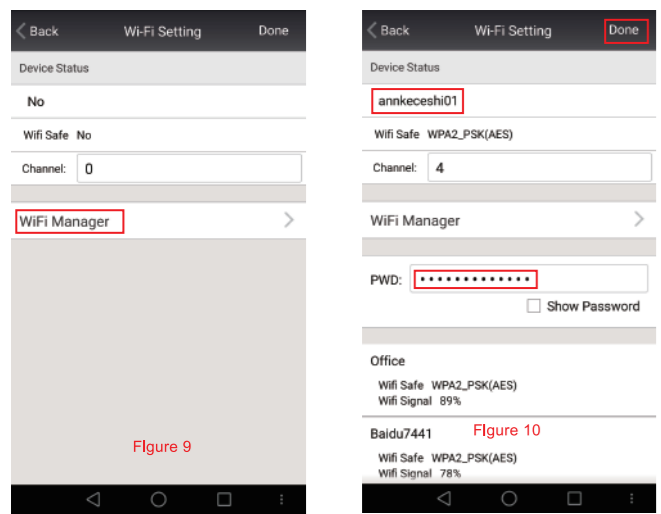 Back Wi-Fi Setting Done
Device Status
No
Wifi Safe No
Channel: 0
WiFi Manager
FIgure 9
Back Wi-Fi Setting Done
Device Status
annkeceshi01
Wifi Safe WPA2_PSK(AES)
Channel: 4
WiFi Manager
PWD: •••••••••••••
Show Password
Office
Wifi Safe WPA2_PSK(AES)
Wifi Signal 89%
Baidu7441
FIgure 10
Wifi Safe WPA2_PSK(AES)
Wifi Signal 78%